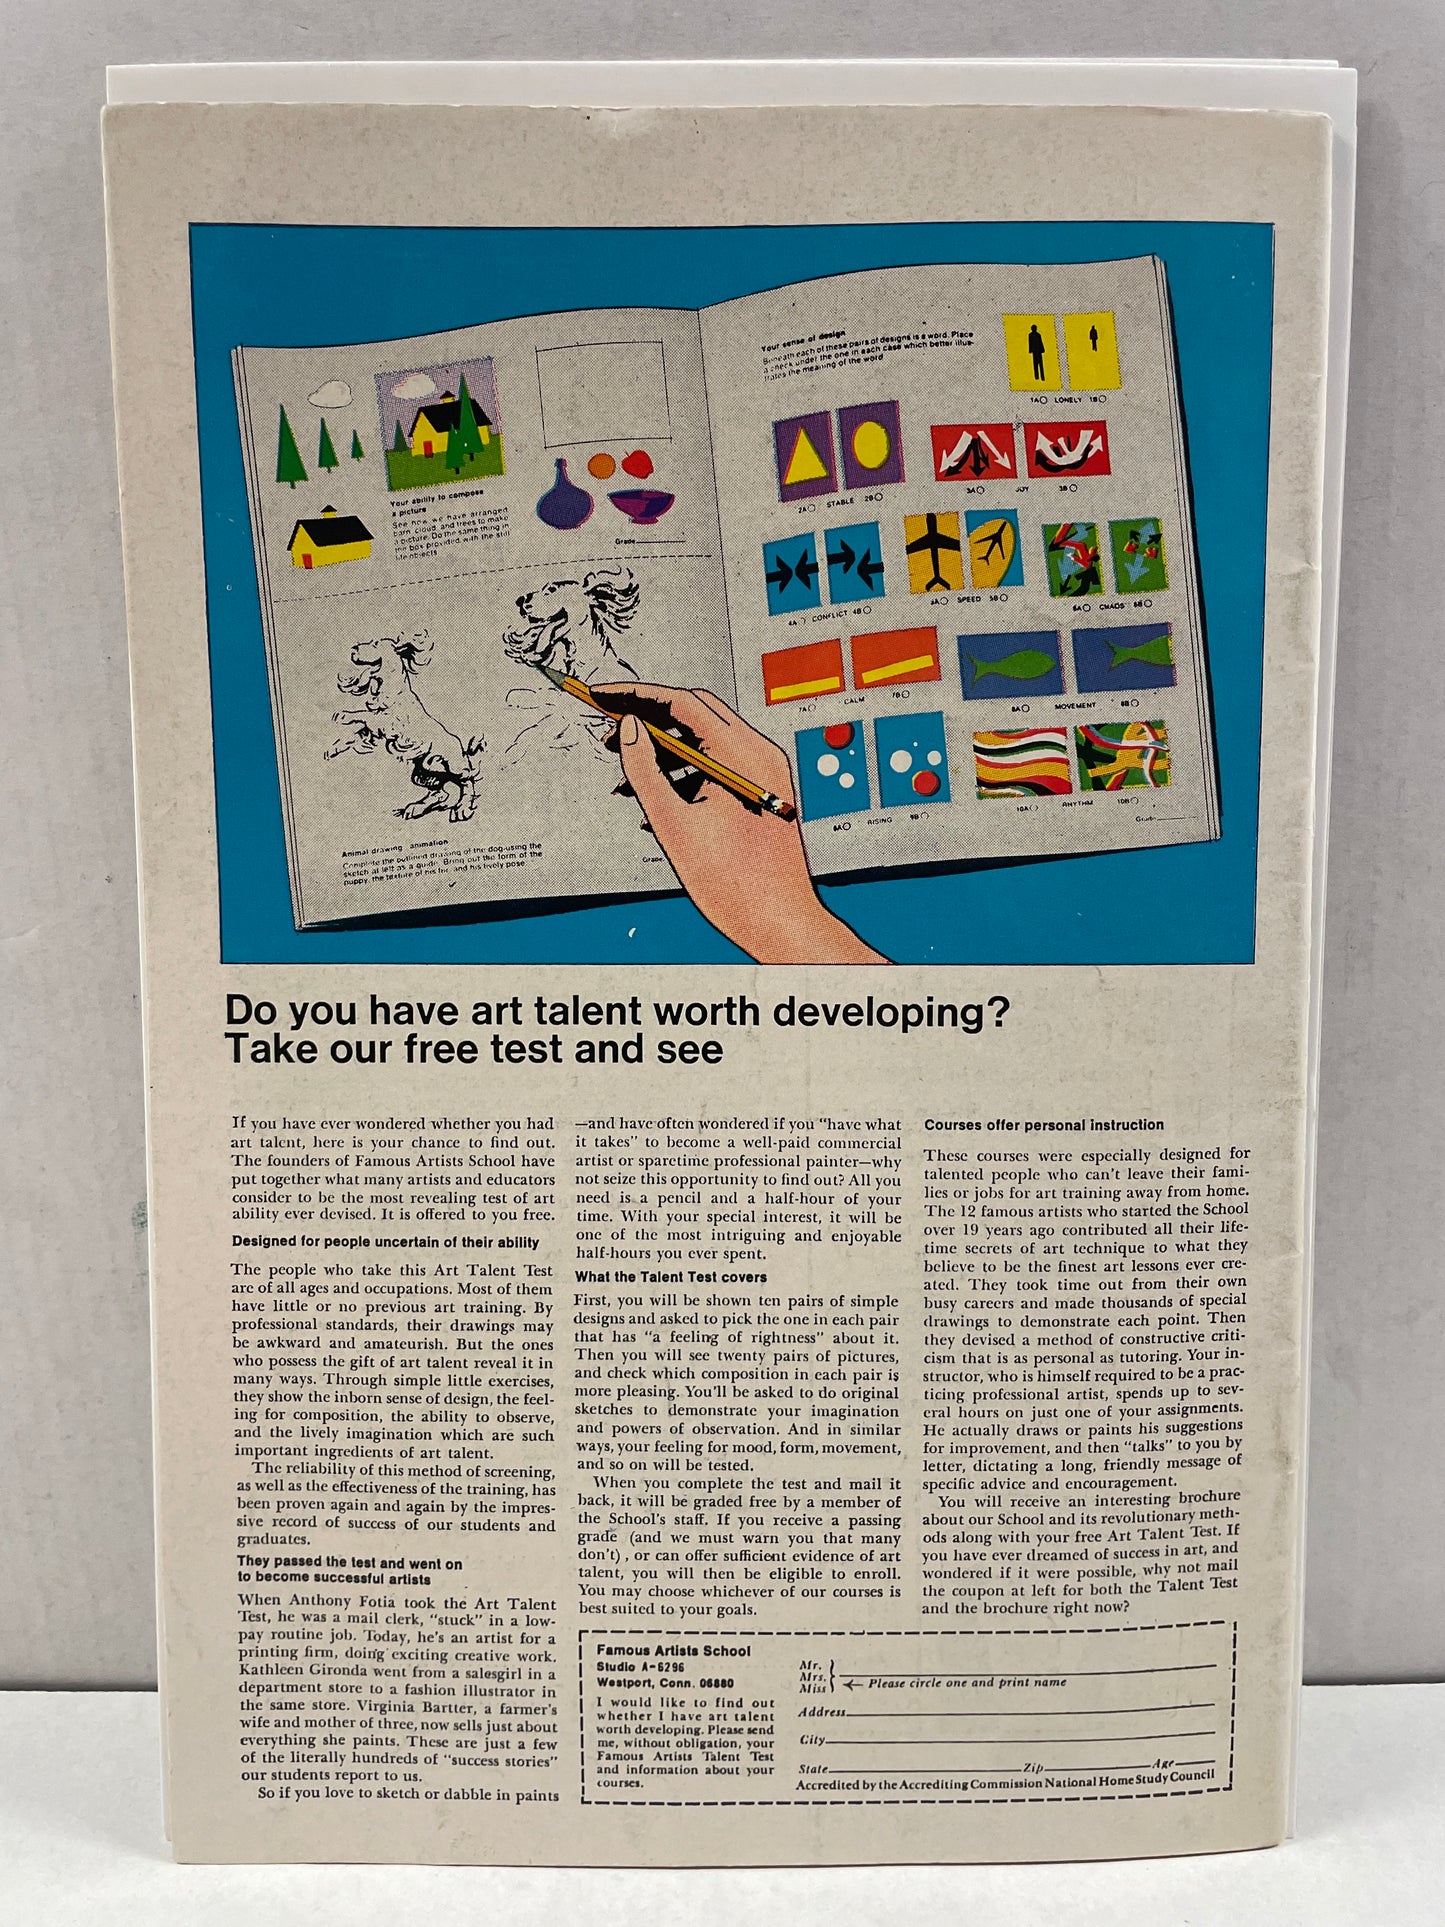 Your ability to compose
a picture
See how we have arranged
barn, cloud, and trees to make
a picture. Do the same thing in
the box provided, with the still
life objects
Grade
Animal drawing animation
Complete the outlined drawing of the dog-using the
sketch at left as a guide. Bring out the form of the
puppy, the texture of his fur, and his lively pose.
Grade
Your sense of design
Beneath each of these pairs of designs is a word. Place
a check under the one in each case which better illus-
trates the meaning of the word
1A LONELY 1B
2A STABLE 2B
3A JOY 3B
4A CONFLICT 4B
SPEED 5B
6A CHAOS 6B
7A CALM 7B
8A MOVEMENT 8B
RISING 9B
10A RHYTHM 10B
Grade
Do you have art talent worth developing?
Take our free test and see
If you have ever wondered whether you had
art talent, here is your chance to find out.
The founders of Famous Artists School have
put together what many artists and educators
consider to be the most revealing test of art
ability ever devised. It is offered to you free.
Designed for people uncertain of their ability
The people who take this Art Talent Test
are of all ages and occupations. Most of them
have little or no previous art training. By
professional standards, their drawings may
be awkward and amateurish. But the ones
who possess the gift of art talent reveal it in
many ways. Through simple little exercises,
they show the inborn sense of design, the feel-
ing for composition, the ability to observe,
and the lively imagination which are such
important ingredients of art talent.
The reliability of this method of screening,
as well as the effectiveness of the training, has
been proven again and again by the impres-
sive record of success of our students and
graduates.
They passed the test and went on
to become successful artists
When Anthony Fotia took the Art Talent
Test, he was a mail clerk, "stuck" in a low-
pay routine job. Today, he's an artist for a
printing firm, doing exciting creative work.
Kathleen Gironda went from a salesgirl in a
department store to a fashion illustrator in
the same store. Virginia Bartter, a farmer's
wife and mother of three, now sells just about
everything she paints. These are just a few
of the literally hundreds of "success stories"
our students report to us.
So if you love to sketch or dabble in paints
—and have often wondered if you "have what
it takes" to become a well-paid commercial
artist or sparetime professional painter—why
not seize this opportunity to find out? All you
need is a pencil and a half-hour of your
time. With your special interest, it will be
one of the most intriguing and enjoyable
half-hours you ever spent.
What the Talent Test covers
First, you will be shown ten pairs of simple
designs and asked to pick the one in each pair
that has "a feeling of rightness" about it.
Then you will see twenty pairs of pictures,
and check which composition in each pair is
more pleasing. You'll be asked to do original
sketches to demonstrate your imagination
and powers of observation. And in similar
ways, your feeling for mood, form, movement,
and so on will be tested.
When you complete the test and mail it
back, it will be graded free by a member of
the School's staff. If you receive a passing
grade (and we must warn you that many
don't), or can offer sufficient evidence of art
talent, you will then be eligible to enroll.
You may choose whichever of our courses is
best suited to your goals.
Courses offer personal instruction
These courses were especially designed for
talented people who can't leave their fami-
lies or jobs for art training away from home.
The 12 famous artists who started the School
over 19 years ago contributed all their life-
time secrets of art technique to what they
believe to be the finest art lessons ever cre-
ated. They took time out from their own
busy careers and made thousands of special
drawings to demonstrate each point. Then
they devised a method of constructive criti-
cism that is as personal as tutoring. Your in-
structor, who is himself required to be a prac-
ticing professional artist, spends up to sev-
eral hours on just one of your assignments.
He actually draws or paints his suggestions
for improvement, and then "talks" to you by
letter, dictating a long, friendly message of
specific advice and encouragement.
You will receive an interesting brochure
about our School and its revolutionary meth-
ods along with your free Art Talent Test. If
you have ever dreamed of success in art, and
wondered if it were possible, why not mail
the coupon at left for both the Talent Test
and the brochure right now?
Famous Artists School
Studio A-6296
Westport, Conn. 06880
I would like to find out
whether I have art talent
worth developing. Please send
me, without obligation, your
Famous Artists Talent Test
and information about your
courses.
Mr.
Mrs.
Miss
Please circle one and print name
Address
City
State Zip Age
Accredited by the Accrediting Commission National Home Study Council